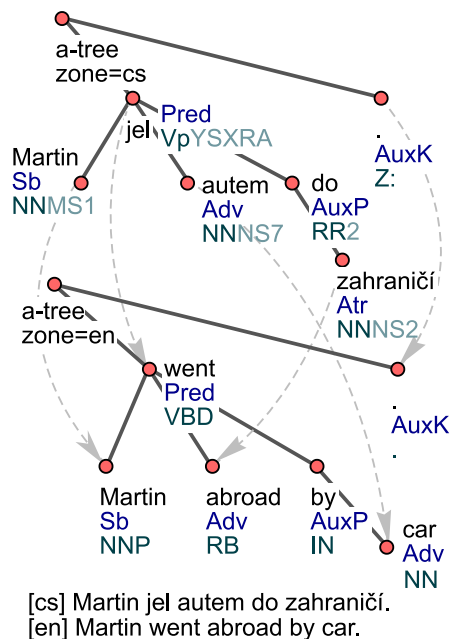 a-tree
zone=cs
jel
Pred
VpYSXRA
.
AuxK
Z:
Martin
Sb
NNMS1
autem
Adv
NNNS7
do
AuxP
RR2
zahraničí
Atr
NNNS2
a-tree
zone=en
went
Pred
VBD
.
AuxK
.
Martin
Sb
NNP
abroad
Adv
RB
by
AuxP
IN
car
Adv
NN
[cs] Martin jel autem do zahraničí.
[en] Martin went abroad by car.